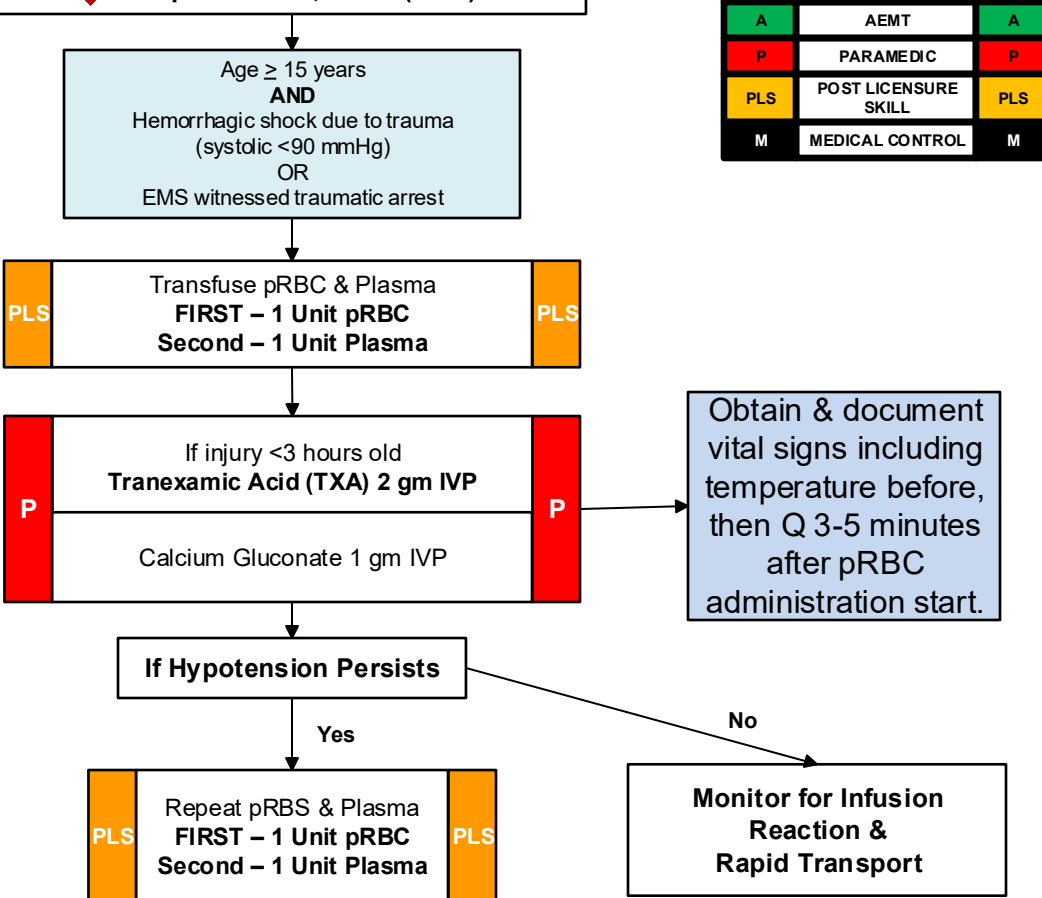 A AEMT A
P PARAMEDIC P
PLS POST LICENSURE SKILL PLS
M MEDICAL CONTROL M
Age ≥ 15 years
AND
Hemorrhagic shock due to trauma
(systolic <90 mmHg)
OR
EMS witnessed traumatic arrest
PLS
Transfuse pRBC & Plasma
FIRST – 1 Unit pRBC
Second – 1 Unit Plasma
PLS
P
If injury <3 hours old
Tranexamic Acid (TXA) 2 gm IVP
Calcium Gluconate 1 gm IVP
P
Obtain & document
vital signs including
temperature before,
then Q 3-5 minutes
after pRBC
administration start.
If Hypotension Persists
Yes
No
PLS
Repeat pRBS & Plasma
FIRST – 1 Unit pRBC
Second – 1 Unit Plasma
PLS
Monitor for Infusion
Reaction &
Rapid Transport